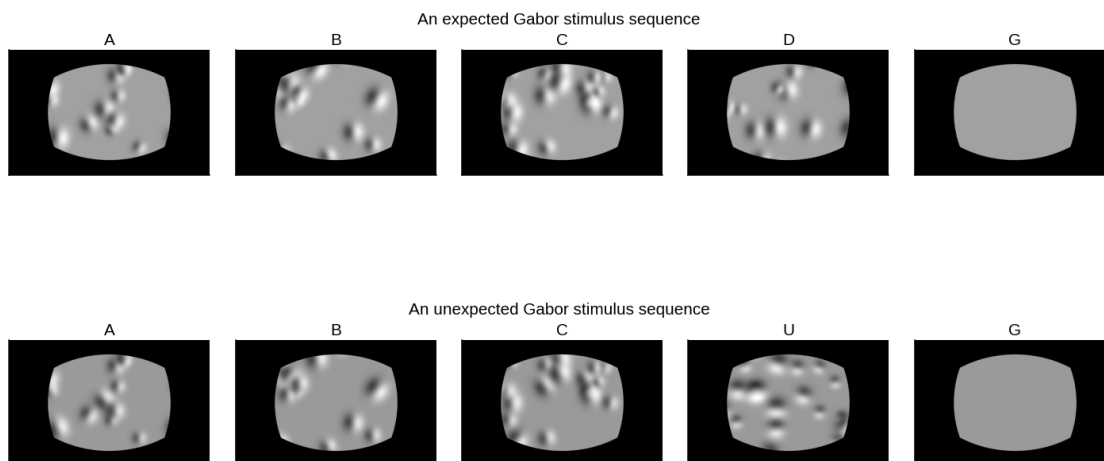 An expected Gabor stimulus sequence
A B C D G
An unexpected Gabor stimulus sequence
A B C U G